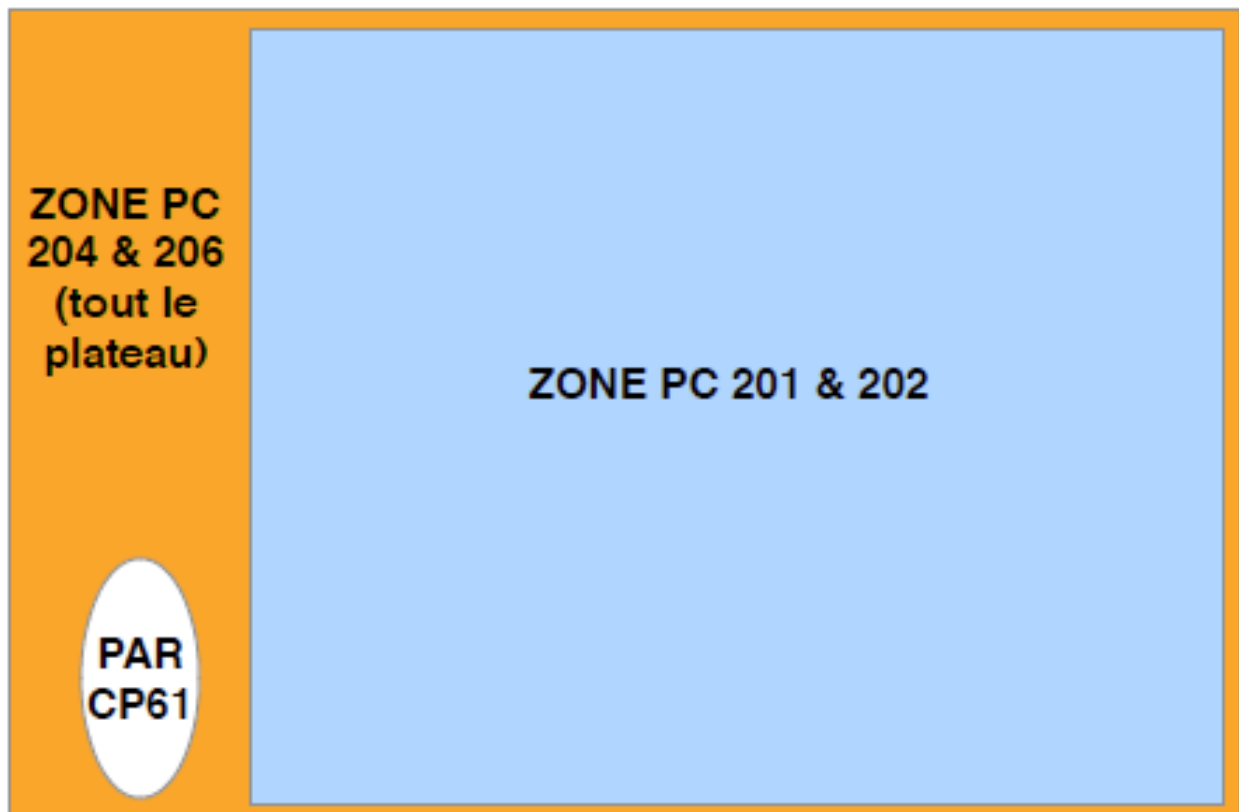 ZONE PC
204 & 206
(tout le
plateau)
ZONE PC 201 & 202
PAR
CP61